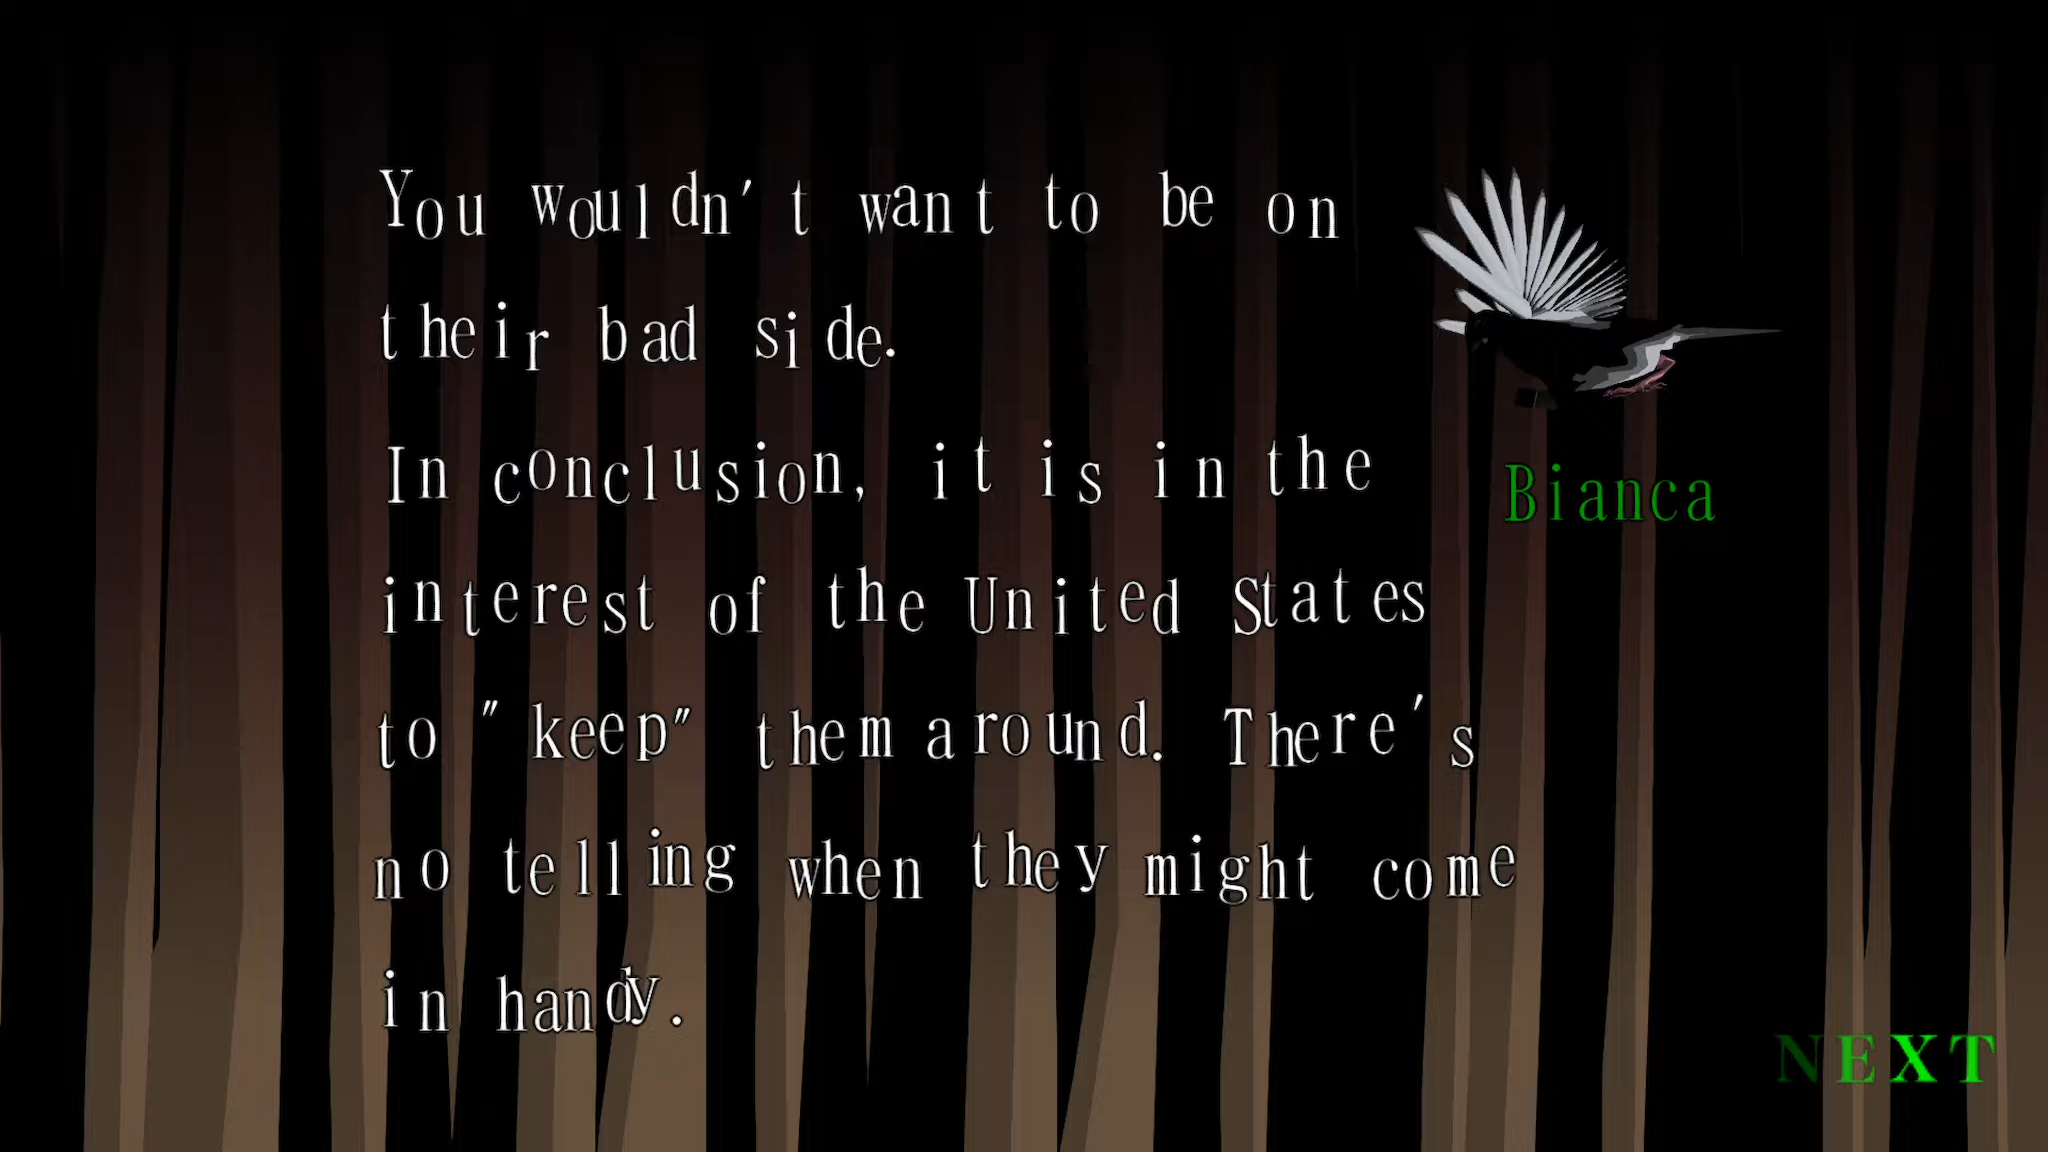 You wouldn't want to be on
their bad side.
In conclusion, it is in the
interest of the United States
to "keep" them around. There's
no telling when they might come
in handy.
Bianca
NEXT